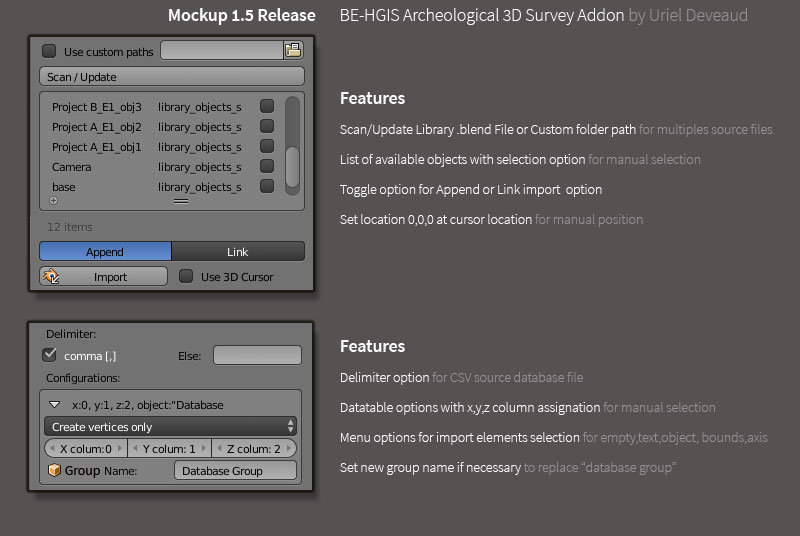 Mockup 1.5 Release
BE-HGIS Archeological 3D Survey Addon by Uriel Deveaud
Use custom paths
Scan / Update
Project B_E1_obj3 library_objects_s
Project A_E1_obj2 library_objects_s
Project A_E1_obj1 library_objects_s
Camera library_objects_s
base library_objects_s
12 items
Append Link
Import Use 3D Cursor
Features
Scan/Update Library .blend File or Custom folder path for multiples source files
List of available objects with selection option for manual selection
Toggle option for Append or Link import option
Set location 0,0,0 at cursor location for manual position
Delimiter:
comma [,] Else:
Configurations:
x:0, y:1, z:2, object:"Database
Create vertices only
X colum:0 Y colum: 1 Z colum: 2
Group Name: Database Group
Features
Delimiter option for CSV source database file
Datatable options with x,y,z column assignation for manual selection
Menu options for import elements selection for empty,text,object, bounds,axis
Set new group name if necessary to replace “database group”